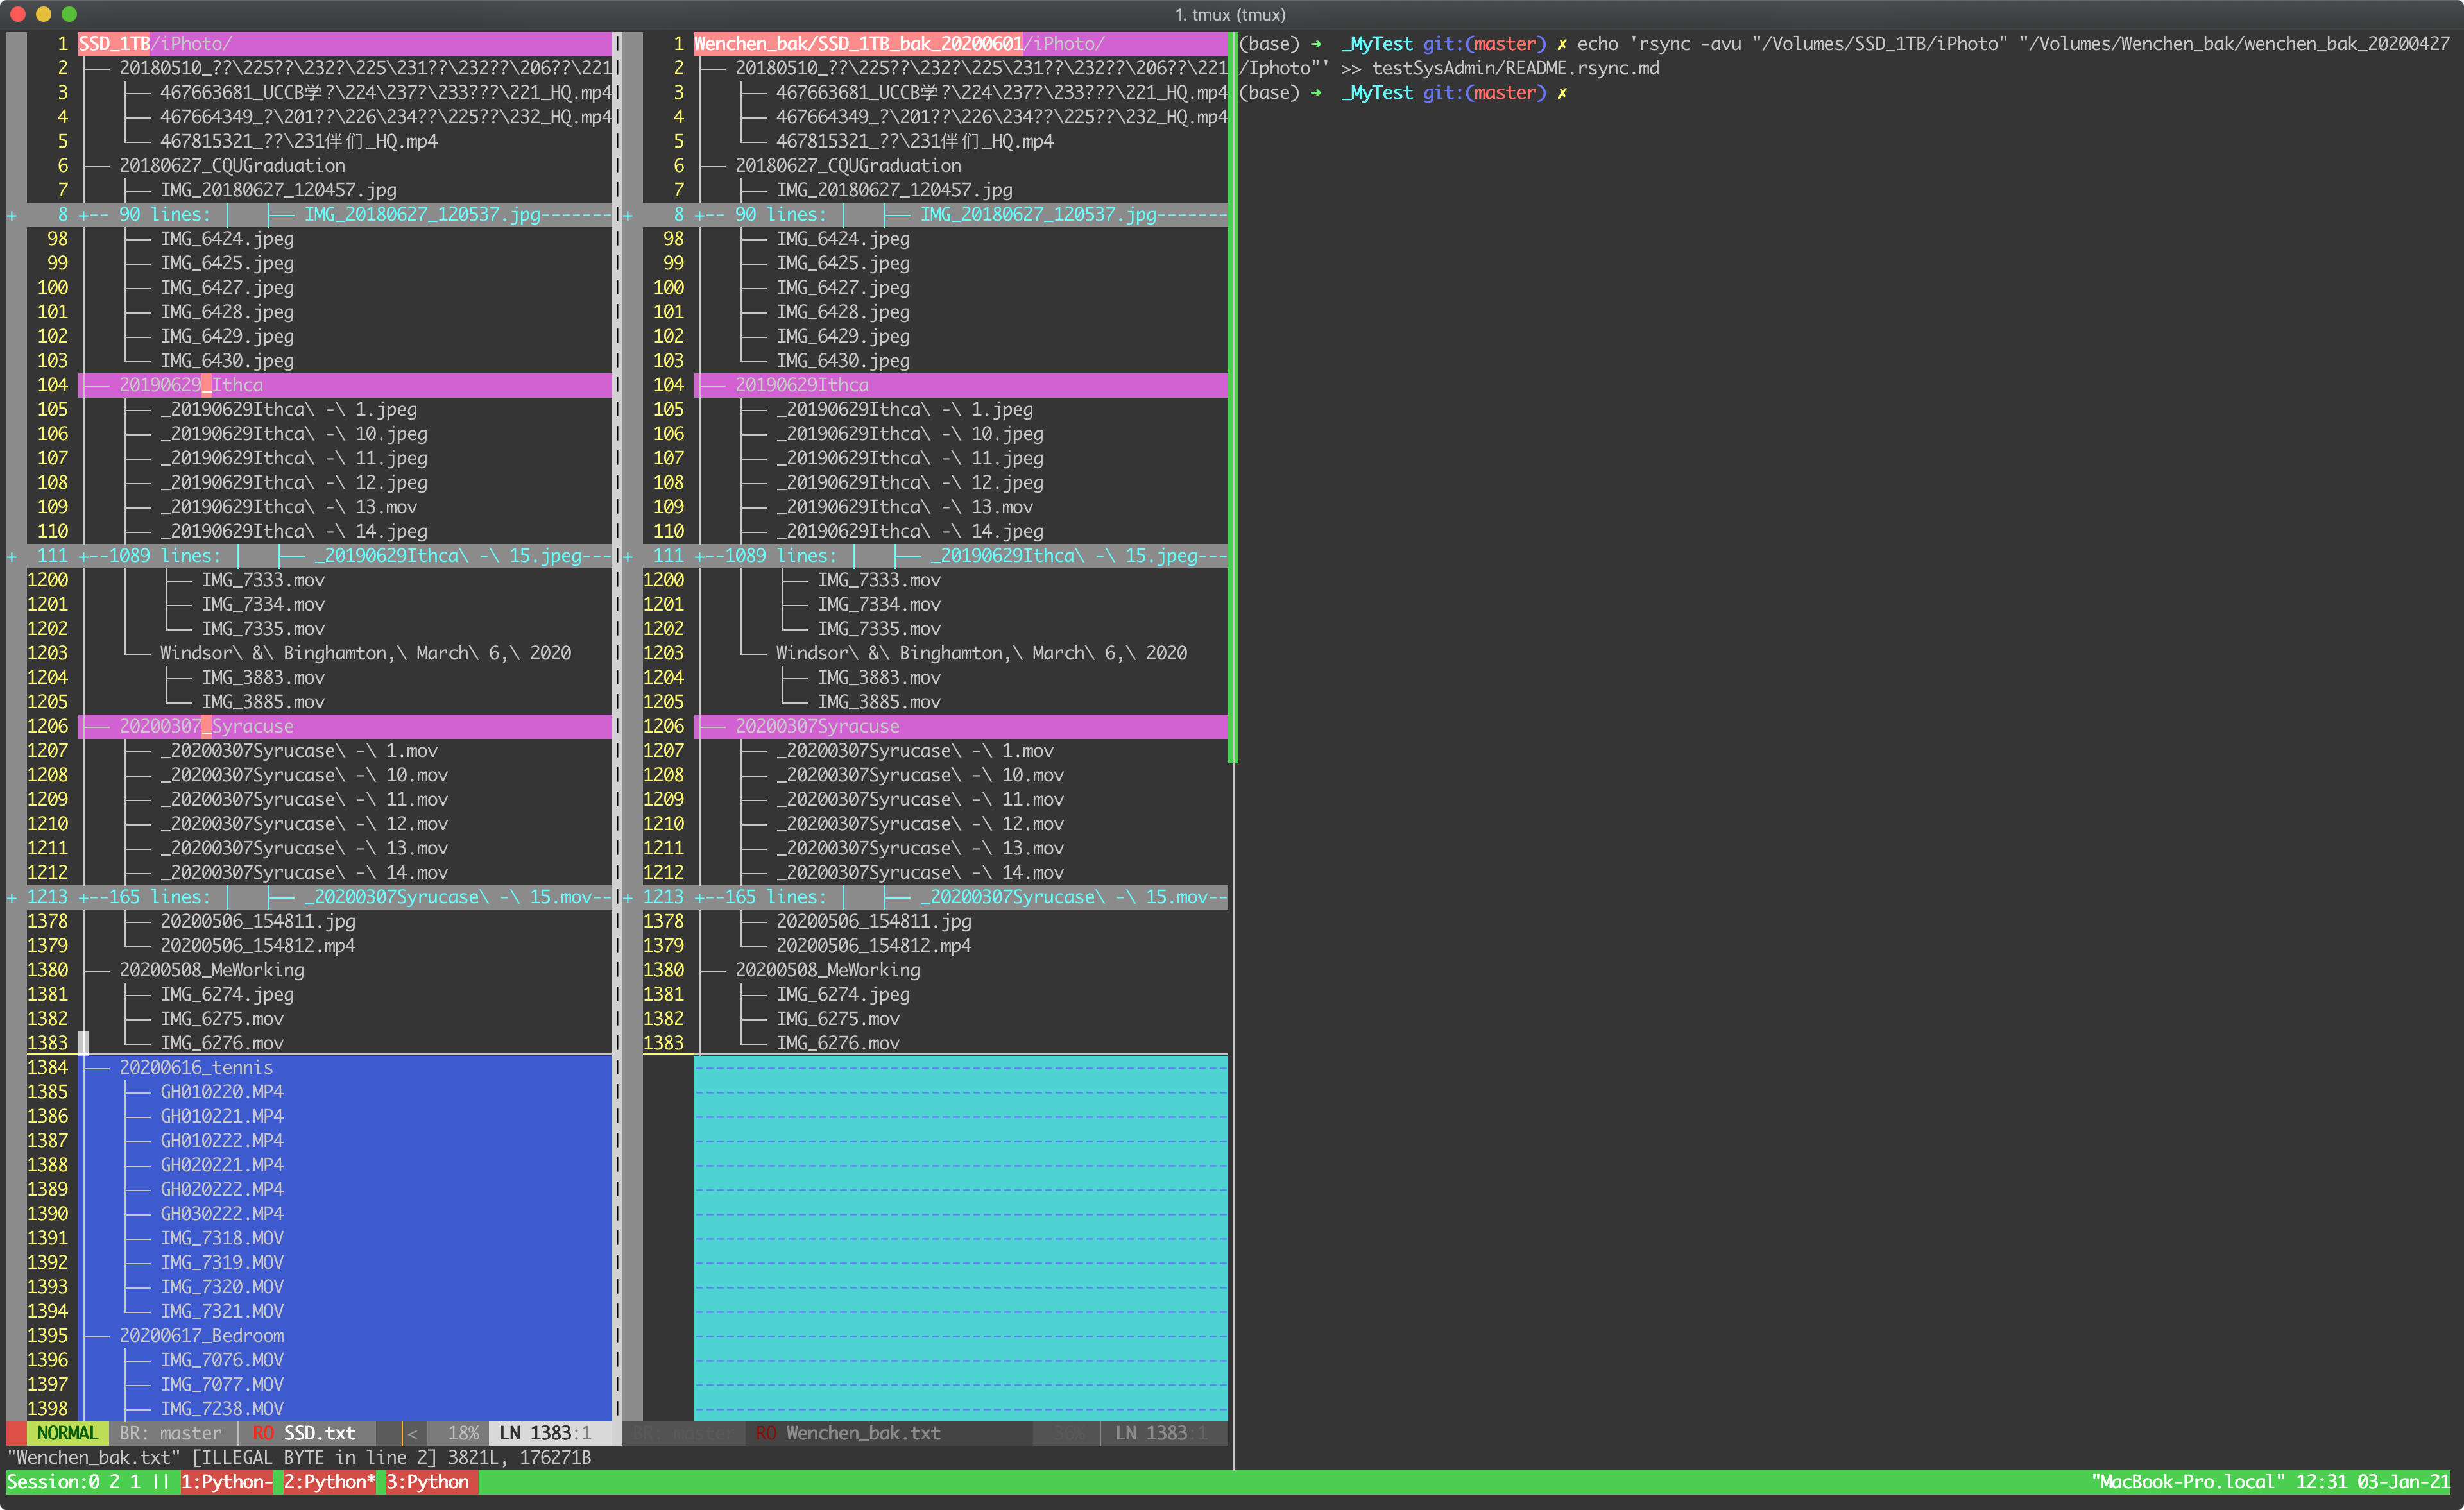 1. tmux (tmux)
1 SSD_1TB/iPhoto/
2 ├── 20180510_??\225??\232?\225\231??\232??\206??\221
3 │   ├── 467663681_UCCB学?\224\237?\233???\221_HQ.mp4
4 │   ├── 467664349_?\201??\226\234??\225??\232_HQ.mp4
5 │   └── 467815321_??\231伴们_HQ.mp4
6 ├── 20180627_CQUGraduation
7 │   ├── IMG_20180627_120457.jpg
+ 8 +-- 90 lines: │   ├── IMG_20180627_120537.jpg-------
98 │   ├── IMG_6424.jpeg
99 │   ├── IMG_6425.jpeg
100 │   ├── IMG_6427.jpeg
101 │   ├── IMG_6428.jpeg
102 │   ├── IMG_6429.jpeg
103 │   └── IMG_6430.jpeg
104 ├── 20190629_Ithca
105 │   ├── _20190629Ithca\ -\ 1.jpeg
106 │   ├── _20190629Ithca\ -\ 10.jpeg
107 │   ├── _20190629Ithca\ -\ 11.jpeg
108 │   ├── _20190629Ithca\ -\ 12.jpeg
109 │   ├── _20190629Ithca\ -\ 13.mov
110 │   ├── _20190629Ithca\ -\ 14.jpeg
+ 111 +--1089 lines: │   ├── _20190629Ithca\ -\ 15.jpeg---
1200 │   │   ├── IMG_7333.mov
1201 │   │   ├── IMG_7334.mov
1202 │   │   └── IMG_7335.mov
1203 │   └── Windsor\ &\ Binghamton,\ March\ 6,\ 2020
1204 │       ├── IMG_3883.mov
1205 │       └── IMG_3885.mov
1206 ├── 20200307_Syracuse
1207 │   ├── _20200307Syrucase\ -\ 1.mov
1208 │   ├── _20200307Syrucase\ -\ 10.mov
1209 │   ├── _20200307Syrucase\ -\ 11.mov
1210 │   ├── _20200307Syrucase\ -\ 12.mov
1211 │   ├── _20200307Syrucase\ -\ 13.mov
1212 │   ├── _20200307Syrucase\ -\ 14.mov
+ 1213 +--165 lines: │   ├── _20200307Syrucase\ -\ 15.mov--
1378 │   ├── 20200506_154811.jpg
1379 │   └── 20200506_154812.mp4
1380 ├── 20200508_MeWorking
1381 │   ├── IMG_6274.jpeg
1382 │   ├── IMG_6275.mov
1383 │   └── IMG_6276.mov
1384 ├── 20200616_tennis
1385 │   ├── GH010220.MP4
1386 │   ├── GH010221.MP4
1387 │   ├── GH010222.MP4
1388 │   ├── GH020221.MP4
1389 │   ├── GH020222.MP4
1390 │   ├── GH030222.MP4
1391 │   ├── IMG_7318.MOV
1392 │   ├── IMG_7319.MOV
1393 │   ├── IMG_7320.MOV
1394 │   └── IMG_7321.MOV
1395 ├── 20200617_Bedroom
1396 │   ├── IMG_7076.MOV
1397 │   ├── IMG_7077.MOV
1398 │   ├── IMG_7238.MOV
NORMAL BR: master RO SSD.txt < 18% LN 1383:1
1 Wenchen_bak/SSD_1TB_bak_20200601/iPhoto/
2 ├── 20180510_??\225??\232?\225\231??\232??\206??\221
3 │   ├── 467663681_UCCB学?\224\237?\233???\221_HQ.mp4
4 │   ├── 467664349_?\201??\226\234??\225??\232_HQ.mp4
5 │   └── 467815321_??\231伴们_HQ.mp4
6 ├── 20180627_CQUGraduation
7 │   ├── IMG_20180627_120457.jpg
+ 8 +-- 90 lines: │   ├── IMG_20180627_120537.jpg-------
98 │   ├── IMG_6424.jpeg
99 │   ├── IMG_6425.jpeg
100 │   ├── IMG_6427.jpeg
101 │   ├── IMG_6428.jpeg
102 │   ├── IMG_6429.jpeg
103 │   └── IMG_6430.jpeg
104 ├── 20190629Ithca
105 │   ├── _20190629Ithca\ -\ 1.jpeg
106 │   ├── _20190629Ithca\ -\ 10.jpeg
107 │   ├── _20190629Ithca\ -\ 11.jpeg
108 │   ├── _20190629Ithca\ -\ 12.jpeg
109 │   ├── _20190629Ithca\ -\ 13.mov
110 │   ├── _20190629Ithca\ -\ 14.jpeg
+ 111 +--1089 lines: │   ├── _20190629Ithca\ -\ 15.jpeg---
1200 │   │   ├── IMG_7333.mov
1201 │   │   ├── IMG_7334.mov
1202 │   │   └── IMG_7335.mov
1203 │   └── Windsor\ &\ Binghamton,\ March\ 6,\ 2020
1204 │       ├── IMG_3883.mov
1205 │       └── IMG_3885.mov
1206 ├── 20200307Syracuse
1207 │   ├── _20200307Syrucase\ -\ 1.mov
1208 │   ├── _20200307Syrucase\ -\ 10.mov
1209 │   ├── _20200307Syrucase\ -\ 11.mov
1210 │   ├── _20200307Syrucase\ -\ 12.mov
1211 │   ├── _20200307Syrucase\ -\ 13.mov
1212 │   ├── _20200307Syrucase\ -\ 14.mov
+ 1213 +--165 lines: │   ├── _20200307Syrucase\ -\ 15.mov--
1378 │   ├── 20200506_154811.jpg
1379 │   └── 20200506_154812.mp4
1380 ├── 20200508_MeWorking
1381 │   ├── IMG_6274.jpeg
1382 │   ├── IMG_6275.mov
1383 │   └── IMG_6276.mov
BR: master RO Wenchen_bak.txt 36% LN 1383:1
"Wenchen_bak.txt" [ILLEGAL BYTE in line 2] 3821L, 176271B
(base) ➜ _MyTest git:(master) ✗ echo 'rsync -avu "/Volumes/SSD_1TB/iPhoto" "/Volumes/Wenchen_bak/wenchen_bak_20200427
/Iphoto"' >> testSysAdmin/README.rsync.md
(base) ➜ _MyTest git:(master) ✗
Session:0 2 1 || 1:Python- 2:Python* 3:Python "MacBook-Pro.local" 12:31 03-Jan-21